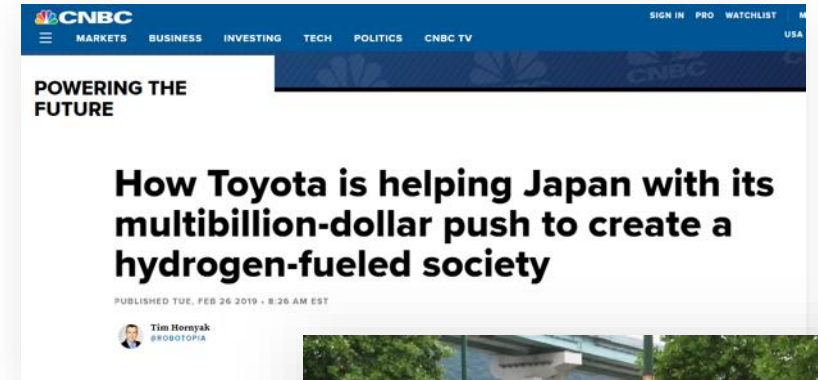 CNBC
SIGN IN PRO WATCHLIST
MARKETS BUSINESS INVESTING TECH POLITICS CNBC TV
USA
CNBC
POWERING THE
FUTURE
How Toyota is helping Japan with its
multibillion-dollar push to create a
hydrogen-fueled society
PUBLISHED TUE, FEB 26 2019 • 8:26 AM EST
Tim Hornyak
@ROBOTOPIA